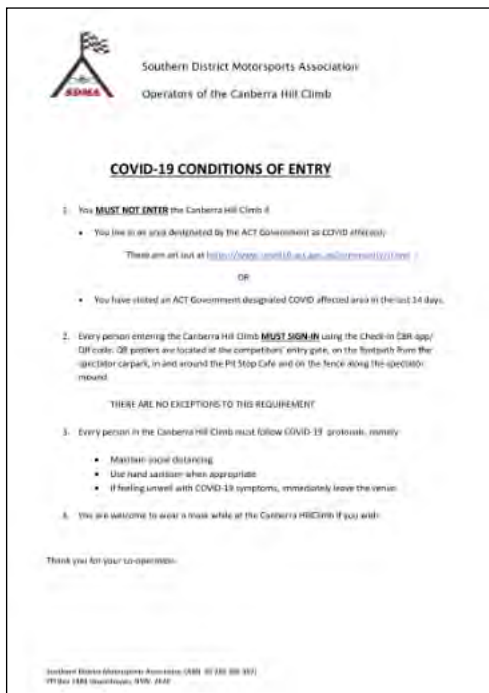 SDMA
Southern District Motorsports Association
Operators of the Canberra Hill Climb
COVID-19 CONDITIONS OF ENTRY
1. You MUST NOT ENTER the Canberra Hill Climb if
• You live in an area designated by the ACT Government as COVID affected;
These are set out at
OR
• You have visited an ACT Government designated COVID affected area in the last 14 days.
2. Every person entering the Canberra Hill Climb MUST SIGN-IN using the Check-in CBR app/
QR code. QR posters are located at the competitors' entry gate, on the footpath from the
spectator carpark, in and around the Pit Stop Cafe and on the fence along the spectator
mound
THERE ARE NO EXCEPTIONS TO THIS REQUIREMENT
3. Every person in the Canberra Hill Climb must follow COVID-19 protocols, namely
• Maintain social distancing
• Use hand sanitiser when appropriate
• If feeling unwell with COVID-19 symptoms, immediately leave the venue.
4. You are welcome to wear a mask while at the Canberra HillClimb if you wish.
Thank you for your co-operation.
Southern District Motorsports Association (ABN
PO Box